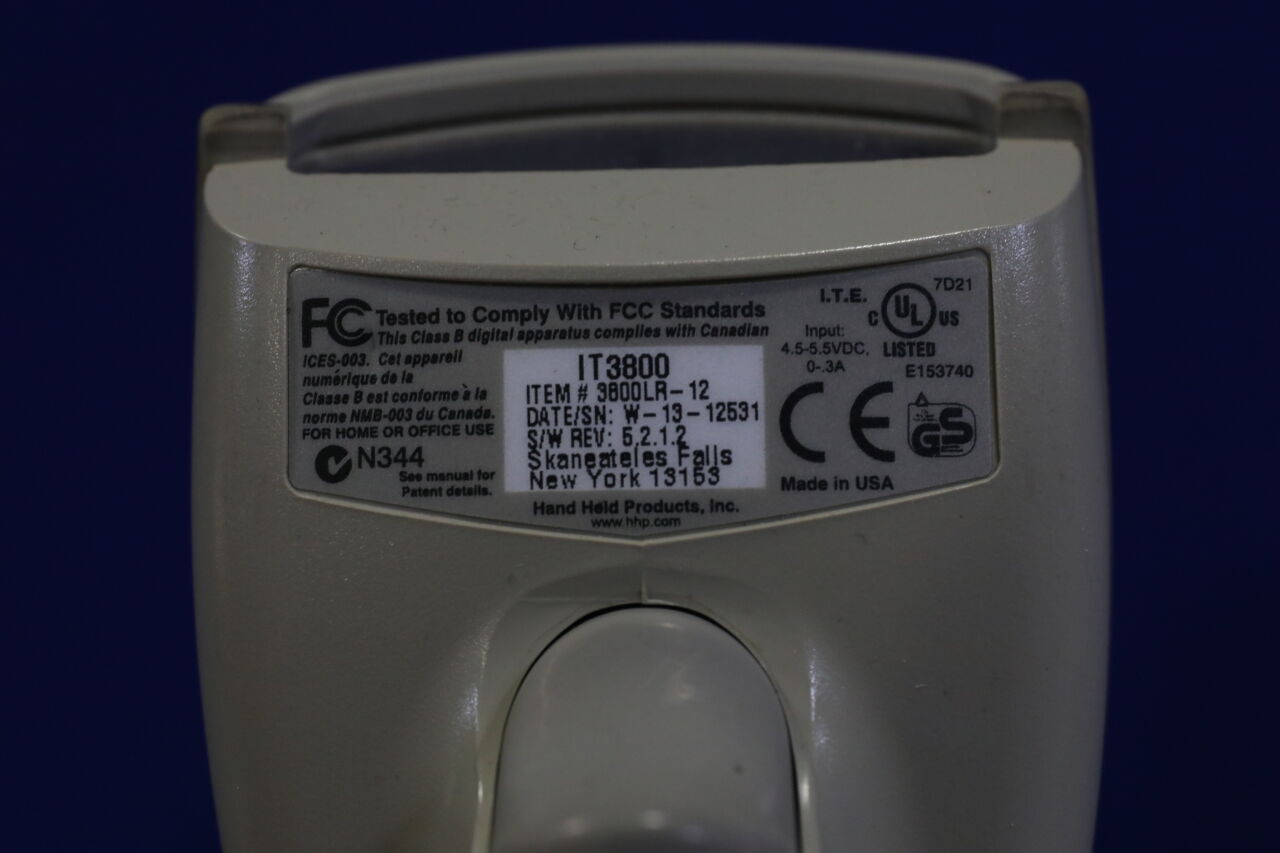 FC Tested to Comply With FCC Standards
This Class B digital apparatus complies with Canadian
ICES-003. Cet appareil
numérique de la
Classe B est conforme à la
norme NMB-003 du Canada.
FOR HOME OR OFFICE USE
N344
See manual for
Patent details.
IT3800
ITEM # 3800LR-12
DATE/SN: W-13-12531
S/W REV: 5.2.1.2
Skaneateles Falls
New York 13153
Hand Held Products, Inc.
www.hhp.com
I.T.E.
7D21
C UL US
LISTED
E153740
Input:
4.5-5.5VDC,
0-.3A
CE
GS
Made in USA